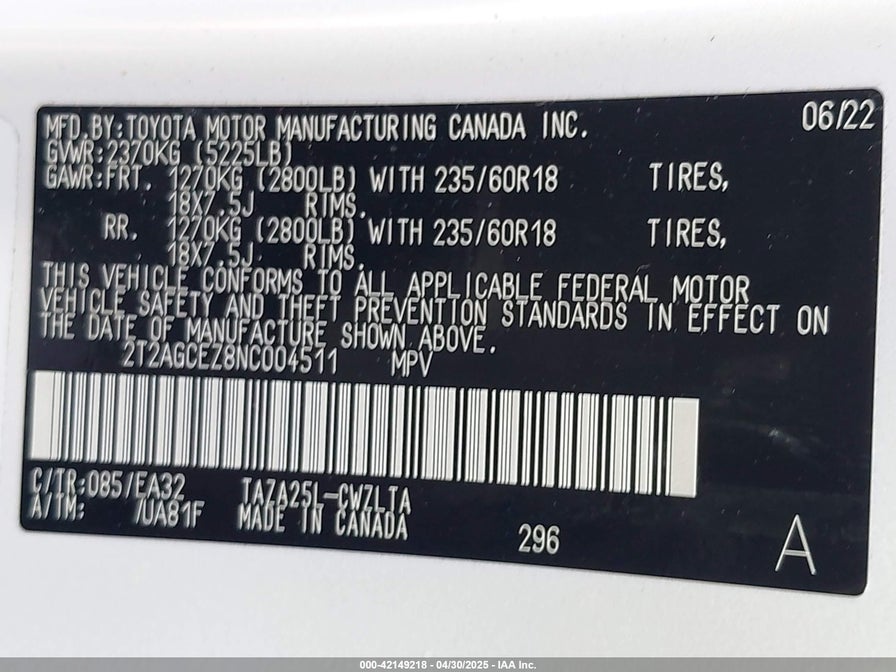 06/22
MFD.BY:TOYOTA MOTOR MANUFACTURING CANADA INC.
GVWR:2370KG (5225LB)
GAWR:FRT. 1270KG (2800LB) WITH 235/60R18 TIRES,
18X7.5J RIMS.
RR. 1270KG (2800LB) WITH 235/60R18 TIRES,
18X7.5J RIMS.
THIS VEHICLE CONFORMS TO ALL APPLICABLE FEDERAL MOTOR
VEHICLE SAFETY AND THEFT PREVENTION STANDARDS IN EFFECT ON
THE DATE OF MANUFACTURE SHOWN ABOVE.
2T2AGCEZ8NC004511 MPV
C/TR:085/EA32 TAZA25L-CWZLTA
A/TM: /UA81F MADE IN CANADA
296
A
000-42149218 - 04/30/2025 - IAA Inc.